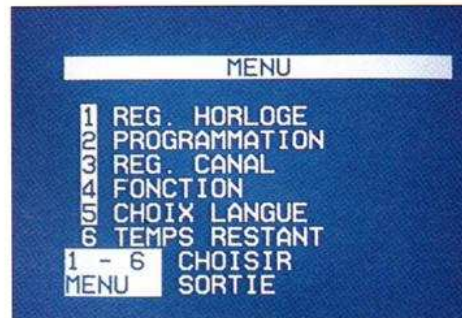 MENU
1 REG. HORLOGE
2 PROGRAMMATION
3 REG. CANAL
4 FONCTION
5 CHOIX LANGUE
6 TEMPS RESTANT
1 - 6 CHOISIR
MENU SORTIE